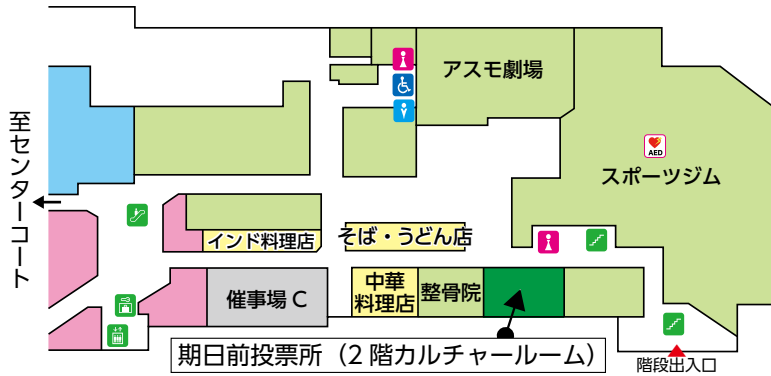 アスモ劇場
AED
スポーツジム
至センターコート
インド料理店
そば・うどん店
催事場 C
中華
料理店
整骨院
期日前投票所（2 階カルチャールーム）
階段出入口